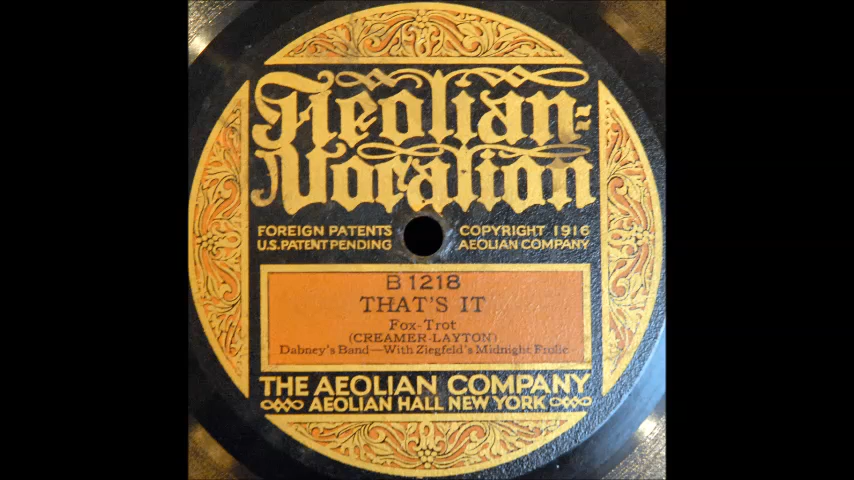 Aeolian-
Vocalion
FOREIGN PATENTS
U.S. PATENT PENDING
COPYRIGHT 1916
AEOLIAN COMPANY
B 1218
THAT'S IT
Fox-Trot
(CREAMER-LAYTON)
Dabney's Band—With Ziegfeld's Midnight Frolic
THE AEOLIAN COMPANY
AEOLIAN HALL NEW YORK